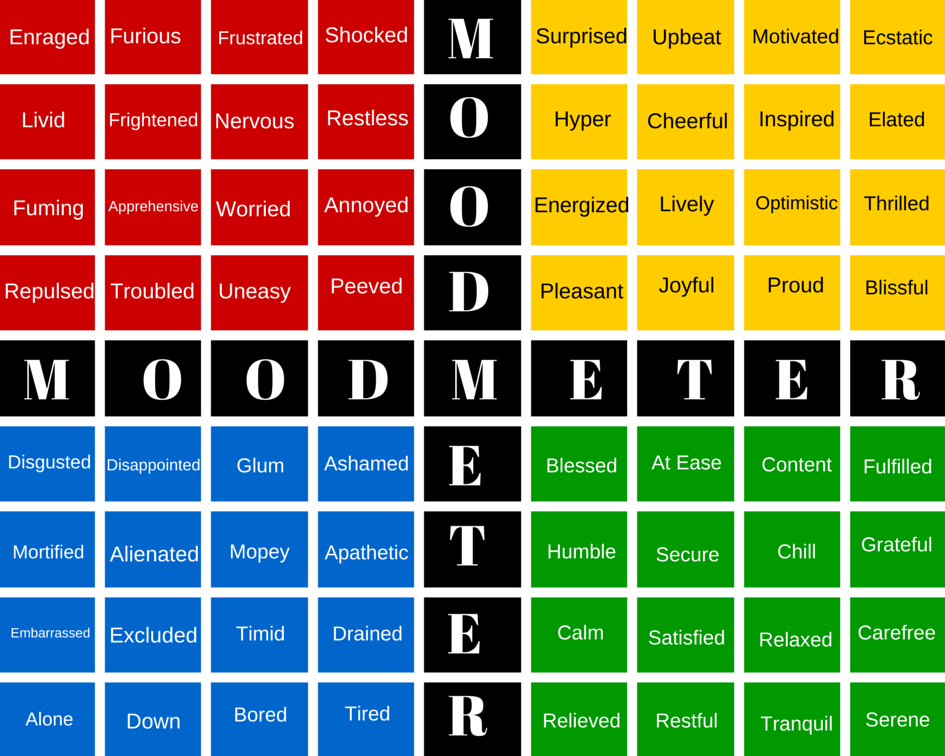 Enraged Furious Frustrated Shocked M Surprised Upbeat Motivated Ecstatic
Livid Frightened Nervous Restless O Hyper Cheerful Inspired Elated
Fuming Apprehensive Worried Annoyed O Energized Lively Optimistic Thrilled
Repulsed Troubled Uneasy Peeved D Pleasant Joyful Proud Blissful
M O O D M E T E R
Disgusted Disappointed Glum Ashamed E Blessed At Ease Content Fulfilled
Mortified Alienated Mopey Apathetic T Humble Secure Chill Grateful
Embarrassed Excluded Timid Drained E Calm Satisfied Relaxed Carefree
Alone Down Bored Tired R Relieved Restful Tranquil Serene